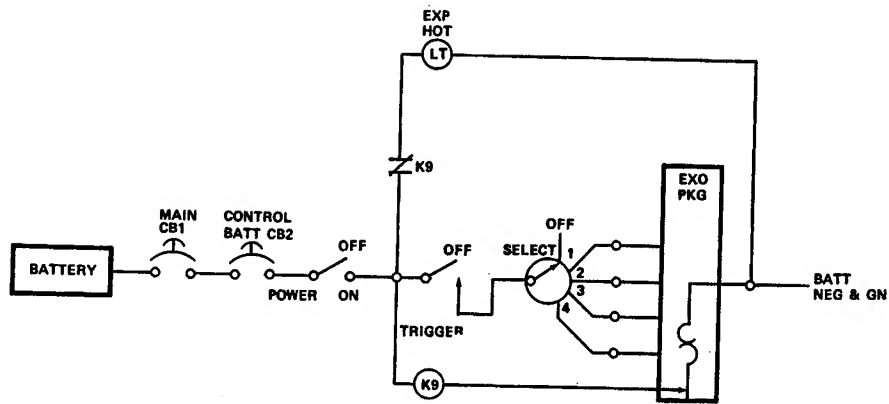 EXP
HOT
LT
K9
EXO
PKG
MAIN
CB1
CONTROL
BATT CB2
OFF
OFF
OFF
SELECT
1
2
3
4
BATTERY
POWER
ON
TRIGGER
BATT
NEG & GN
K9